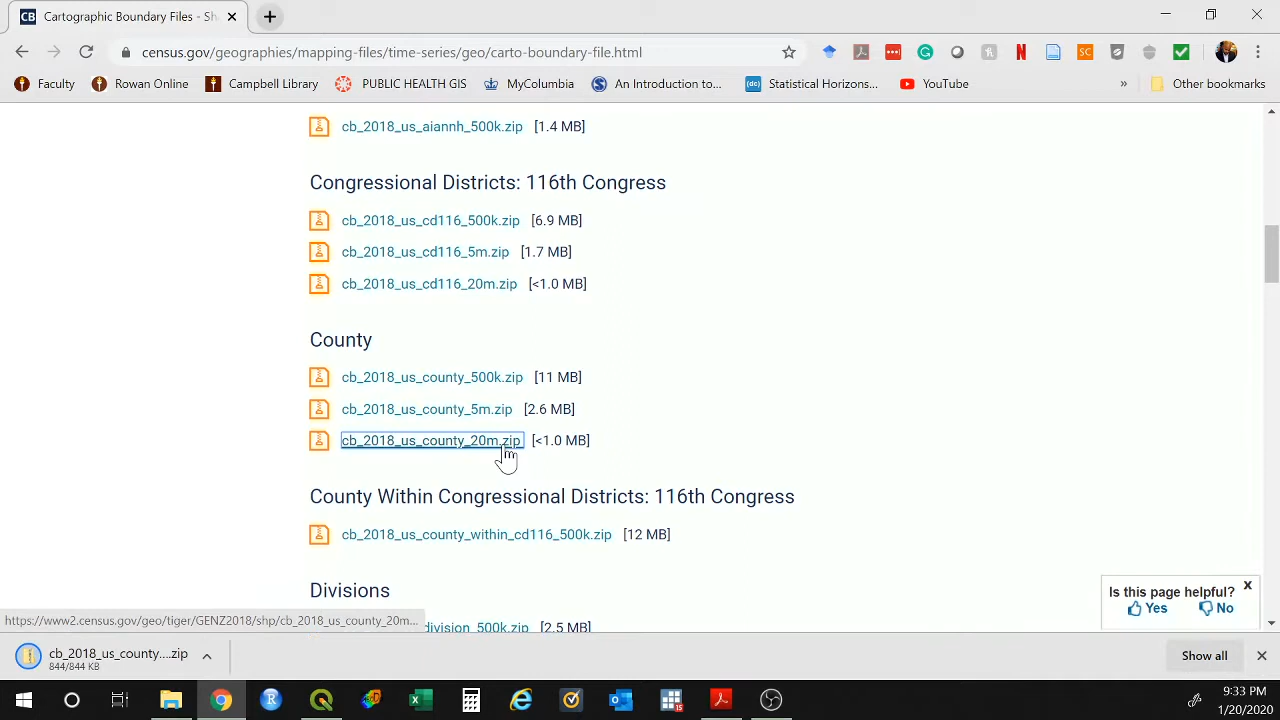 CB Cartographic Boundary Files - Sh
census.gov/geographies/mapping-files/time-series/geo/carto-boundary-file.html
Faculty Rowan Online Campbell Library PUBLIC HEALTH GIS MyColumbia An Introduction to... Statistical Horizons... YouTube » Other bookmarks
cb_2018_us_aiannh_500k.zip [1.4 MB]
Congressional Districts: 116th Congress
cb_2018_us_cd116_500k.zip [6.9 MB]
cb_2018_us_cd116_5m.zip [1.7 MB]
cb_2018_us_cd116_20m.zip [<1.0 MB]
County
cb_2018_us_county_500k.zip [11 MB]
cb_2018_us_county_5m.zip [2.6 MB]
cb_2018_us_county_20m.zip [<1.0 MB]
County Within Congressional Districts: 116th Congress
cb_2018_us_county_within_cd116_500k.zip [12 MB]
Divisions
division_500k.zip [2.5 MB]
Is this page helpful? X
Yes No
https://www2.census.gov/geo/tiger/GENZ2018/shp/cb_2018_us_county_20m...
cb_2018_us_county....zip
844/844 KB
Show all
9:33 PM
1/20/2020